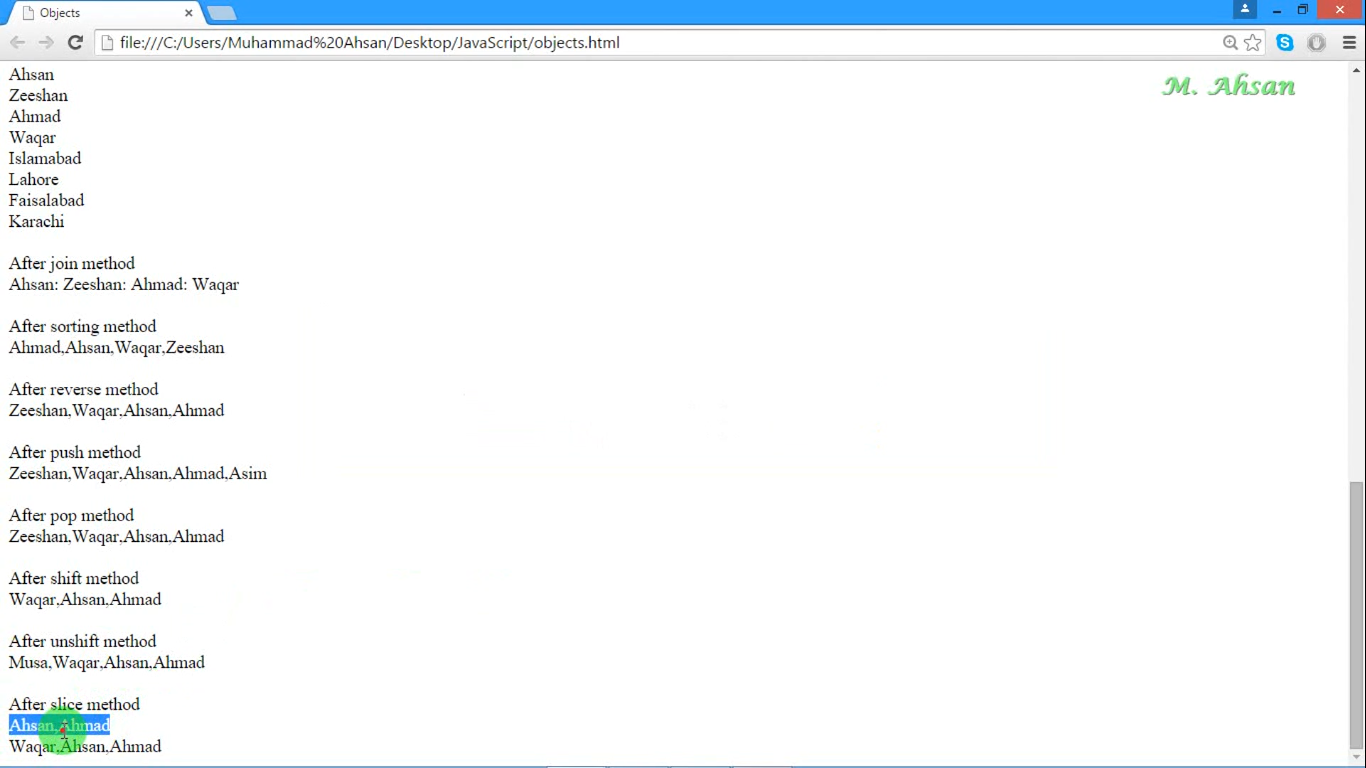 Objects
file:///C:/Users/Muhammad%20Ahsan/Desktop/JavaScript/objects.html
M. Ahsan
Ahsan
Zeeshan
Ahmad
Waqar
Islamabad
Lahore
Faisalabad
Karachi
After join method
Ahsan: Zeeshan: Ahmad: Waqar
After sorting method
Ahmad,Ahsan,Waqar,Zeeshan
After reverse method
Zeeshan,Waqar,Ahsan,Ahmad
After push method
Zeeshan,Waqar,Ahsan,Ahmad,Asim
After pop method
Zeeshan,Waqar,Ahsan,Ahmad
After shift method
Waqar,Ahsan,Ahmad
After unshift method
Musa,Waqar,Ahsan,Ahmad
After slice method
Ahsan,Ahmad
Waqar,Ahsan,Ahmad